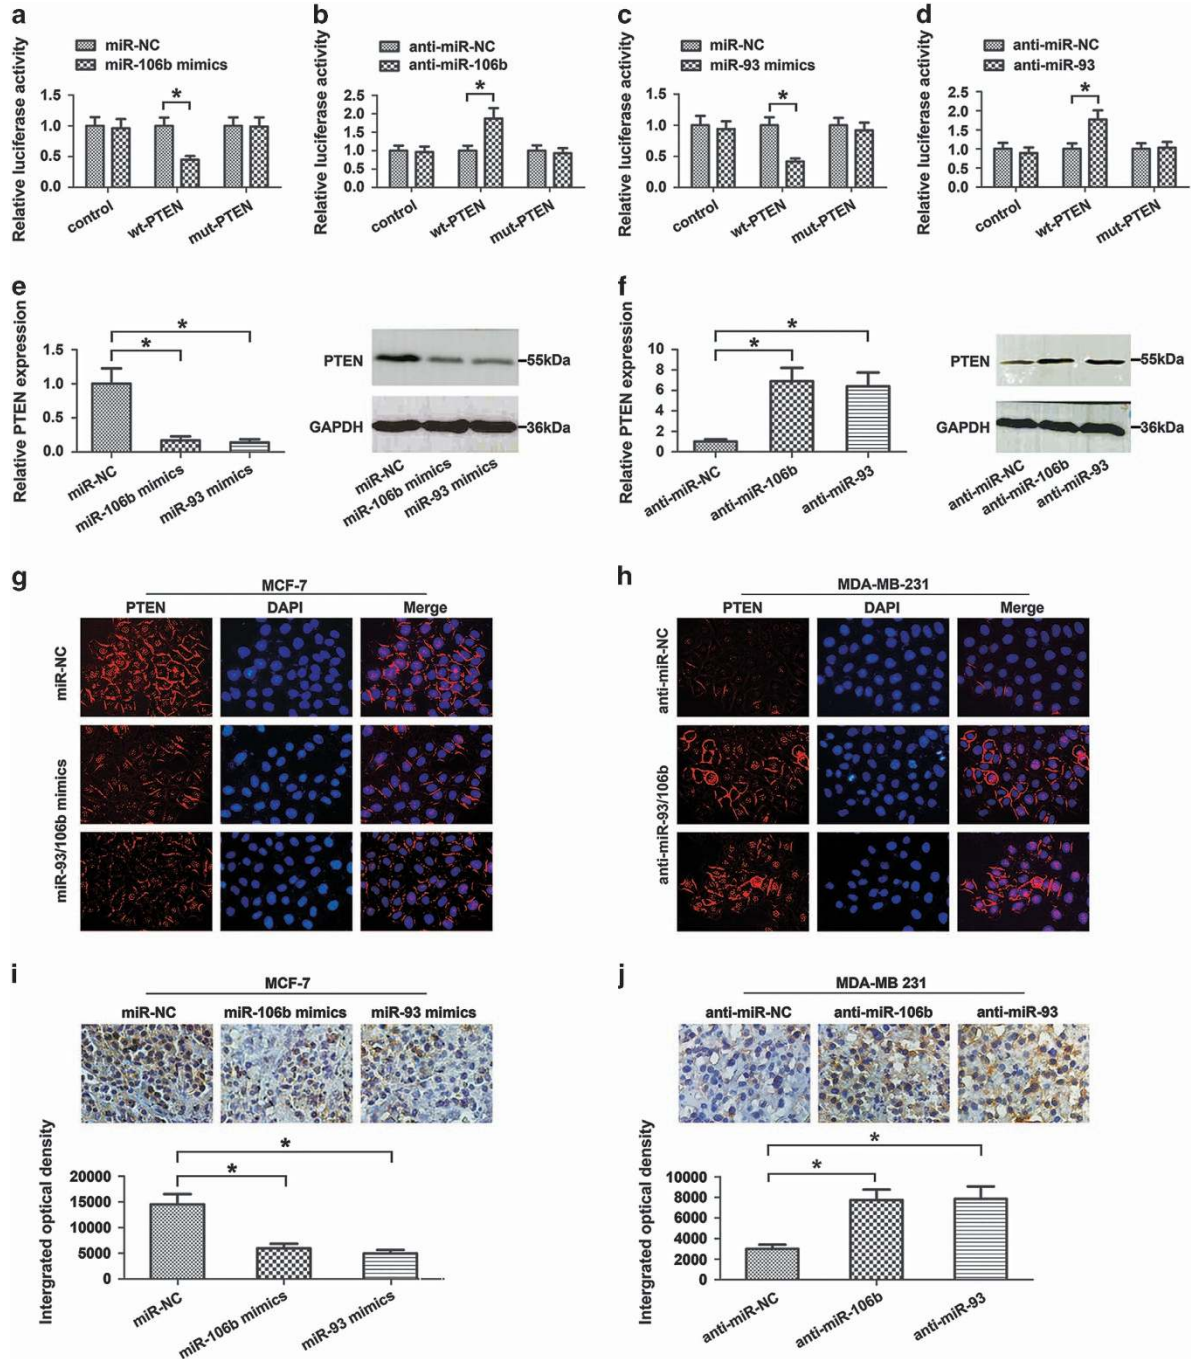 a
Relative luciferase activity
miR-NC
miR-106b mimics
1.5
1.0
0.5
0.0
*
control
wt-PTEN
mut-PTEN
b
Relative luciferase activity
anti-miR-NC
anti-miR-106b
2.5
2.0
1.5
1.0
0.5
0.0
*
control
wt-PTEN
mut-PTEN
c
Relative luciferase activity
miR-NC
miR-93 mimics
1.5
1.0
0.5
0.0
*
control
wt-PTEN
mut-PTEN
d
Relative luciferase activity
anti-miR-NC
anti-miR-93
2.5
2.0
1.5
1.0
0.5
0.0
*
control
wt-PTEN
mut-PTEN
e
Relative PTEN expression
1.5
1.0
0.5
0.0
*
*
miR-NC
miR-106b mimics
miR-93 mimics
PTEN
55kDa
GAPDH
36kDa
miR-NC
miR-106b mimics
miR-93 mimics
f
Relative PTEN expression
10
8
6
4
2
0
*
*
anti-miR-NC
anti-miR-106b
anti-miR-93
PTEN
55kDa
GAPDH
36kDa
anti-miR-NC
anti-miR-106b
anti-miR-93
g
MCF-7
PTEN DAPI Merge
miR-NC
miR-93/106b mimics
h
MDA-MB-231
PTEN DAPI Merge
anti-miR-NC
anti-miR-93/106b
i
MCF-7
miR-NC miR-106b mimics miR-93 mimics
Intergrated optical density
20000
15000
10000
5000
0
*
*
miR-NC
miR-106b mimics
miR-93 mimics
j
MDA-MB 231
anti-miR-NC anti-miR-106b anti-miR-93
Intergrated optical density
10000
8000
6000
4000
2000
0
*
*
anti-miR-NC
anti-miR-106b
anti-miR-93